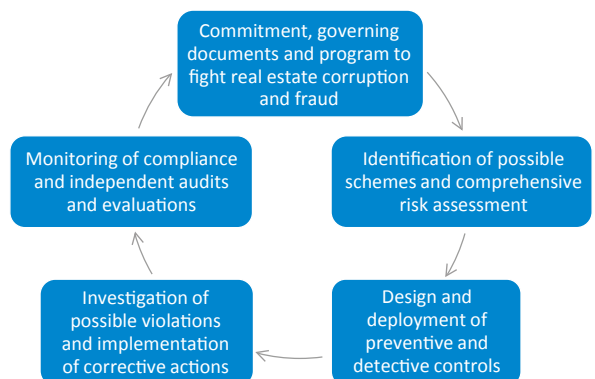 Commitment, governing
documents and program to
fight real estate corruption
and fraud
Identification of possible
schemes and comprehensive
risk assessment
Design and
deployment of
preventive and
detective controls
Investigation of
possible violations
and implementation
of corrective actions
Monitoring of compliance
and independent audits
and evaluations